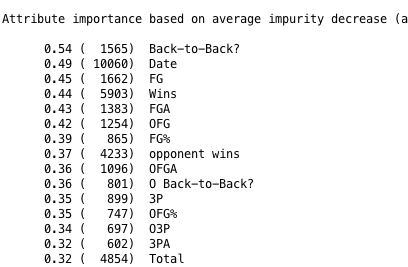 Attribute importance based on average impurity decrease (a
0.54 ( 1565) Back-to-Back?
0.49 ( 10060) Date
0.45 ( 1662) FG
0.44 ( 5903) Wins
0.43 ( 1383) FGA
0.42 ( 1254) OFG
0.39 ( 865) FG%
0.37 ( 4233) opponent wins
0.36 ( 1096) OFGA
0.36 ( 801) O Back-to-Back?
0.35 ( 899) 3P
0.35 ( 747) OFG%
0.34 ( 697) O3P
0.32 ( 602) 3PA
0.32 ( 4854) Total